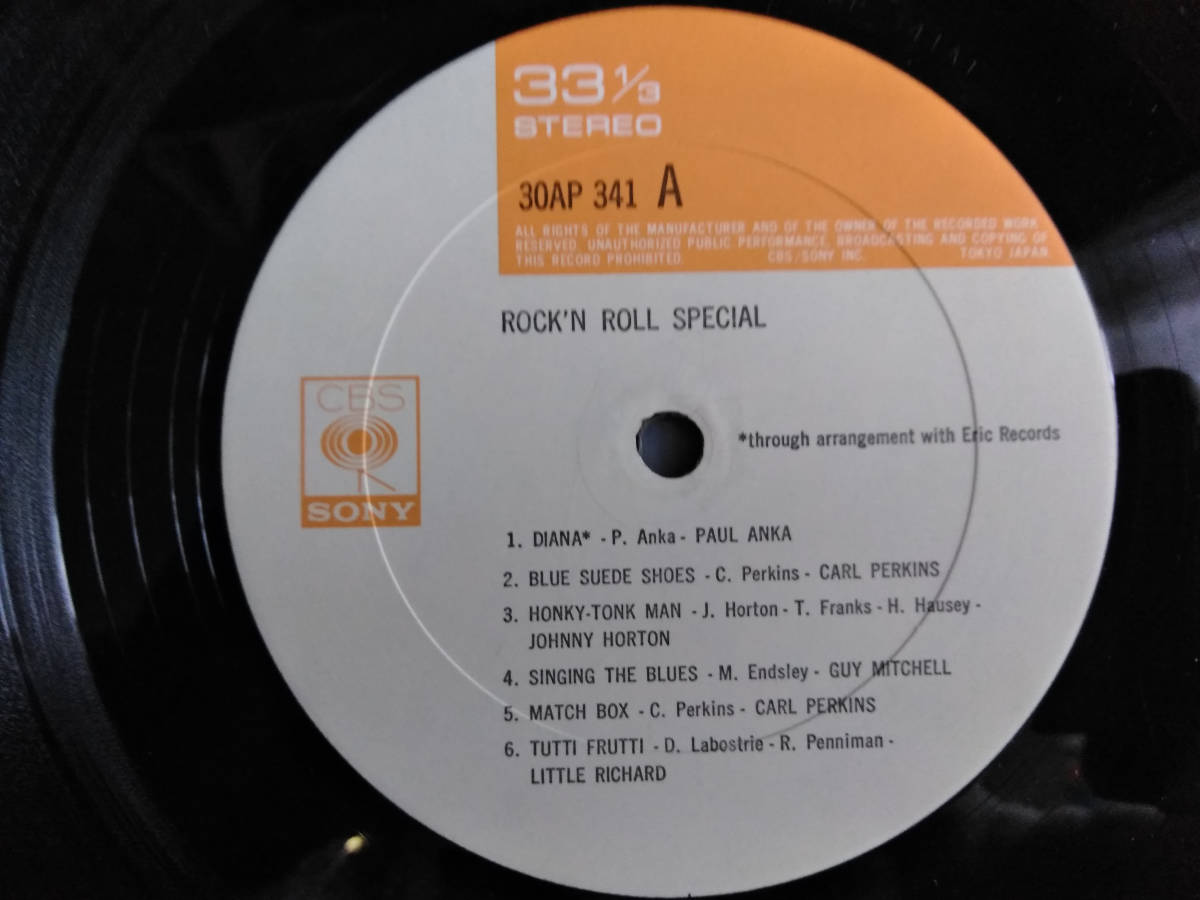 33 1/3
STEREO
30AP 341 A
ALL RIGHTS OF THE MANUFACTURER AND OF THE OWNER OF THE RECORDED WORK
RESERVED. UNAUTHORIZED PUBLIC PERFORMANCE, BROADCASTING AND COPYING OF
THIS RECORD PROHIBITED. CBS/SONY INC. TOKYO JAPAN
ROCK'N ROLL SPECIAL
CBS
SONY
*through arrangement with Eric Records
1. DIANA* - P. Anka - PAUL ANKA
2. BLUE SUEDE SHOES - C. Perkins - CARL PERKINS
3. HONKY-TONK MAN - J. Horton - T. Franks - H. Hausey -
JOHNNY HORTON
4. SINGING THE BLUES - M. Endsley - GUY MITCHELL
5. MATCH BOX - C. Perkins - CARL PERKINS
6. TUTTI FRUTTI - D. Labostrie - R. Penniman -
LITTLE RICHARD